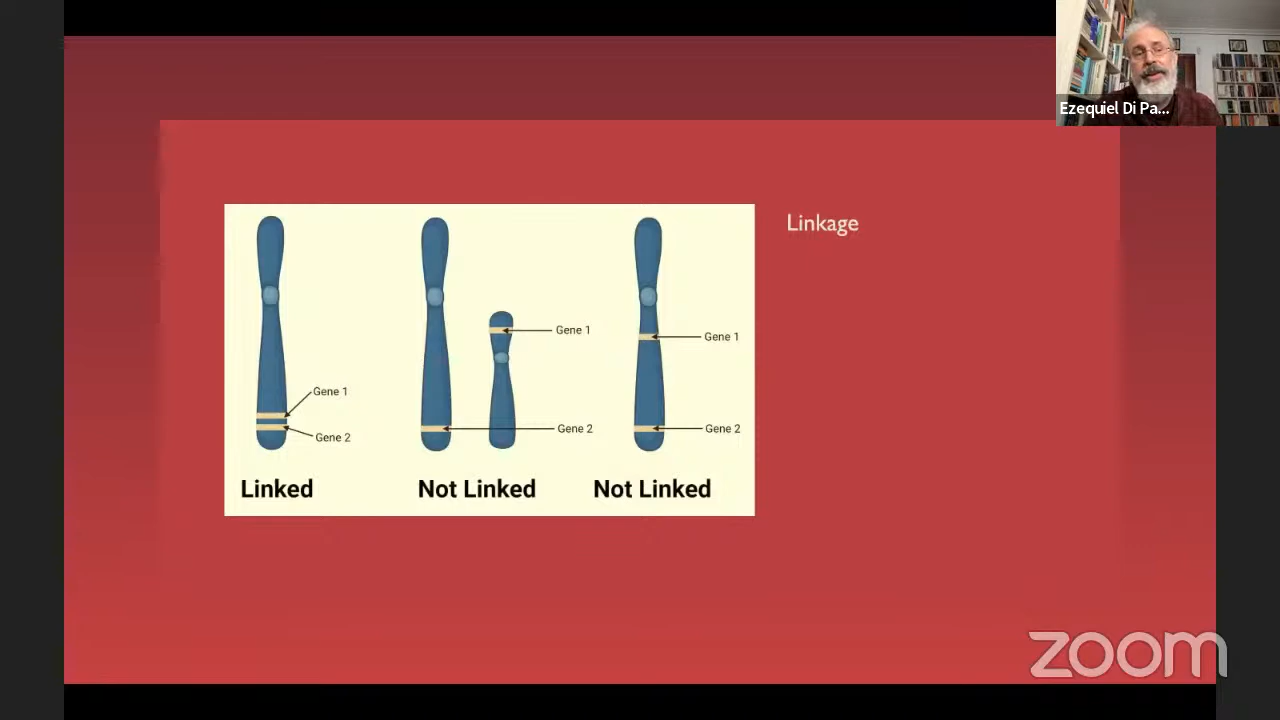 Ezequiel Di Pa...
Linkage
Gene 1
Gene 2
Gene 1
Gene 2
Gene 1
Gene 2
Linked
Not Linked
Not Linked
zoom